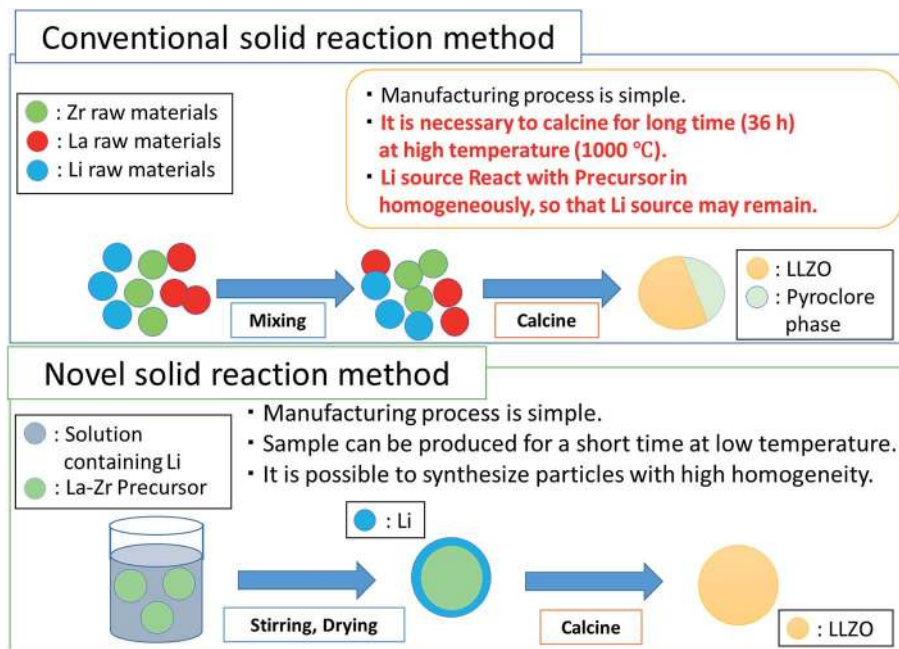 Conventional solid reaction method
: Zr raw materials
: La raw materials
: Li raw materials
・Manufacturing process is simple.
・It is necessary to calcine for long time (36 h)
at high temperature (1000 ℃).
・Li source React with Precursor in
homogeneously, so that Li source may remain.
Mixing
Calcine
: LLZO
: Pyroclore
phase
Novel solid reaction method
: Solution
containing Li
: La-Zr Precursor
・Manufacturing process is simple.
・Sample can be produced for a short time at low temperature.
・It is possible to synthesize particles with high homogeneity.
: Li
Stirring, Drying
Calcine
: LLZO